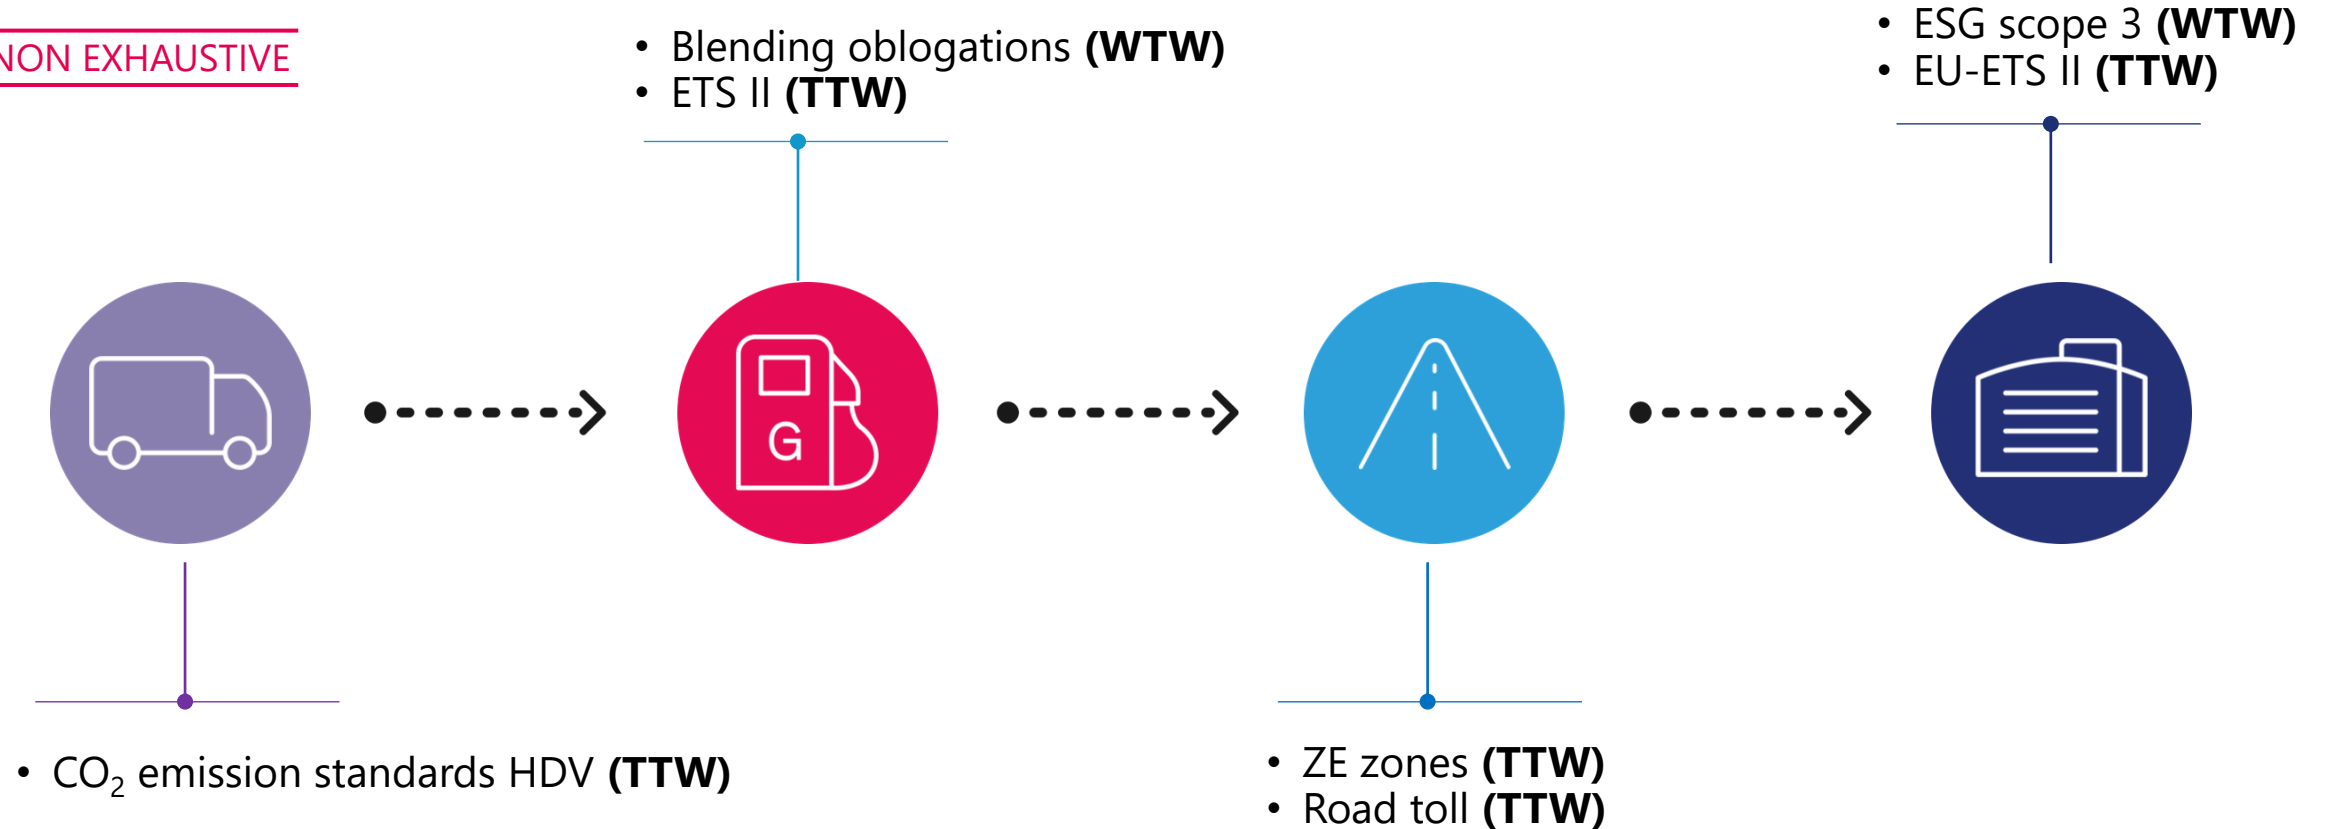 NON EXHAUSTIVE
• Blending oblogations (WTW)
• ETS II (TTW)
• ESG scope 3 (WTW)
• EU-ETS II (TTW)
G
• CO₂ emission standards HDV (TTW)
• ZE zones (TTW)
• Road toll (TTW)